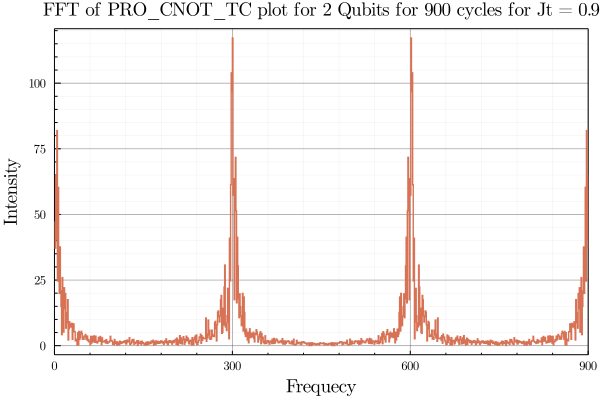 FFT of PRO_CNOT_TC plot for 2 Qubits for 900 cycles for Jt = 0.9
100
75
50
25
0
Intensity
0 300 600 900
Frequecy